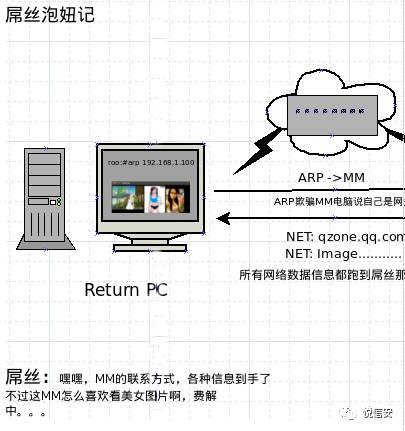 屌丝泡妞记
roo:#arp 192.168.1.100
ARP ->MM
ARP欺骗MM电脑说自己是网
NET: qzone.qq.com
NET: Image...........
所有网络数据信息都跑到屌丝那
Return PC
屌丝：嘿嘿，MM的联系方式，各种信息到手了
不过这MM怎么喜欢看美女图片啊，费解
中。。。
悦信安